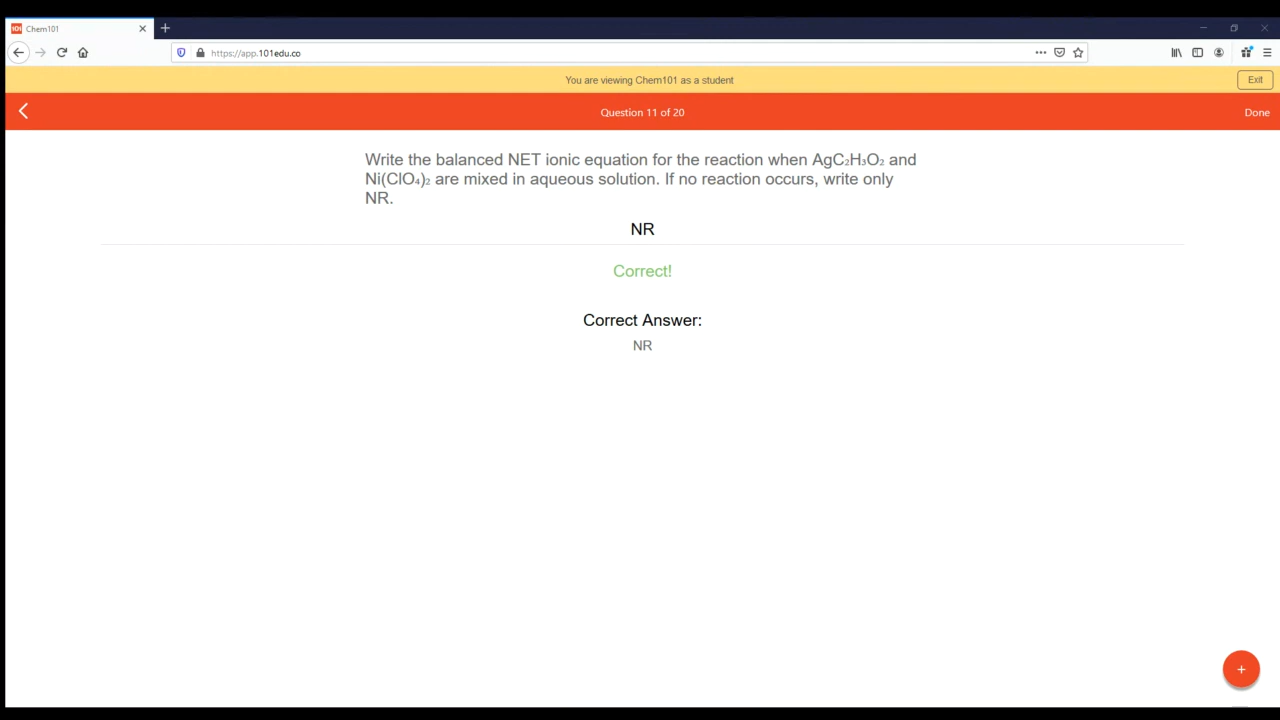 101 Chem101
https://app.101edu.co
You are viewing Chem101 as a student
Exit
Question 11 of 20
Done
Write the balanced NET ionic equation for the reaction when AgC₂H₃O₂ and
Ni(ClO₄)₂ are mixed in aqueous solution. If no reaction occurs, write only
NR.
NR
Correct!
Correct Answer:
NR